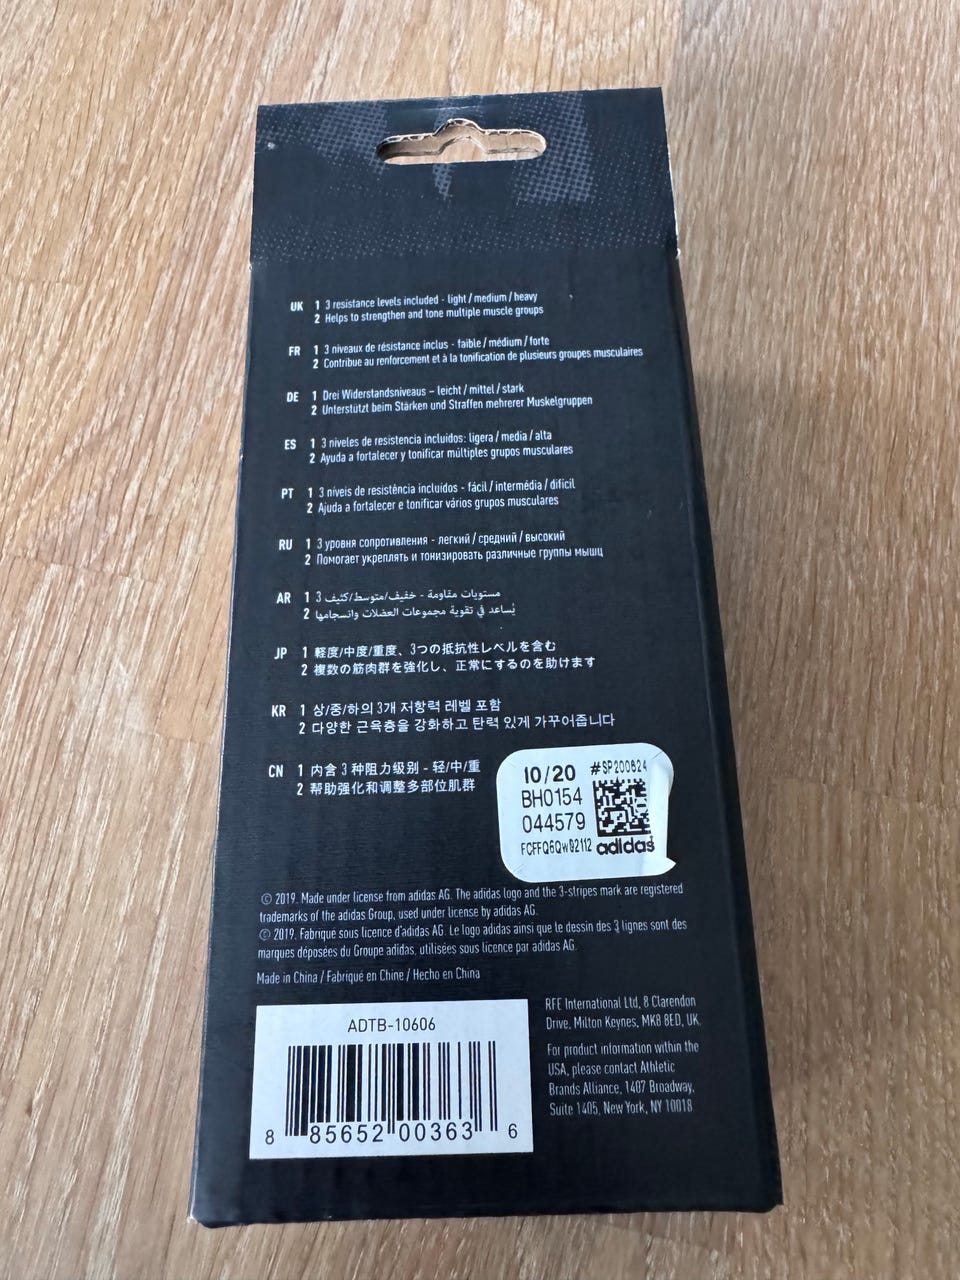 UK 1 3 resistance levels included - light / medium / heavy
2 Helps to strengthen and tone multiple muscle groups
FR 1 3 niveaux de résistance inclus - faible / médium / forte
2 Contribue au renforcement et à la tonification de plusieurs groupes musculaires
DE 1 Drei Widerstandsniveaus – leicht / mittel / stark
2 Unterstützt beim Stärken und Straffen mehrerer Muskelgruppen
ES 1 3 niveles de resistencia incluidos: ligera / media / alta
2 Ayuda a fortalecer y tonificar múltiples grupos musculares
PT 1 3 níveis de resistência incluídos - fácil / intermédia / difícil
2 Ajuda a fortalecer e tonificar vários grupos musculares
RU 1 3 уровня сопротивления - легкий / средний / высокий
2 Помогает укреплять и тонизировать различные группы мышц
AR 1 3 مستويات مقاومة - خفيف/متوسط/كثيف
2 يُساعد في تقوية مجموعات العضلات وانسجامها
JP 1 軽度/中度/重度、3つの抵抗性レベルを含む
2 複数の筋肉群を強化し、正常にするのを助けます
KR 1 상/중/하의 3개 저항력 레벨 포함
2 다양한 근육층을 강화하고 탄력 있게 가꾸어줍니다
CN 1 内含 3 种阻力级别 - 轻/中/重
2 帮助强化和调整多部位肌群
10/20 #SP200624
BH0154
044579
FCFFQ6QW02112 adidas
© 2019. Made under license from adidas AG. The adidas logo and the 3-stripes mark are registered
trademarks of the adidas Group, used under license by adidas AG.
© 2019. Fabriqué sous licence d'adidas AG. Le logo adidas ainsi que le dessin des 3 lignes sont des
marques déposées du Groupe adidas, utilisées sous licence par adidas AG.
Made in China / Fabriqué en Chine / Hecho en China
ADTB-10606
8 85652 00363 6
RFE International Ltd, 8 Clarendon
Drive, Milton Keynes, MK8 8ED, UK.
For product information within the
USA, please contact Athletic
Brands Alliance, 1407 Broadway,
Suite 1405, New York, NY 10018